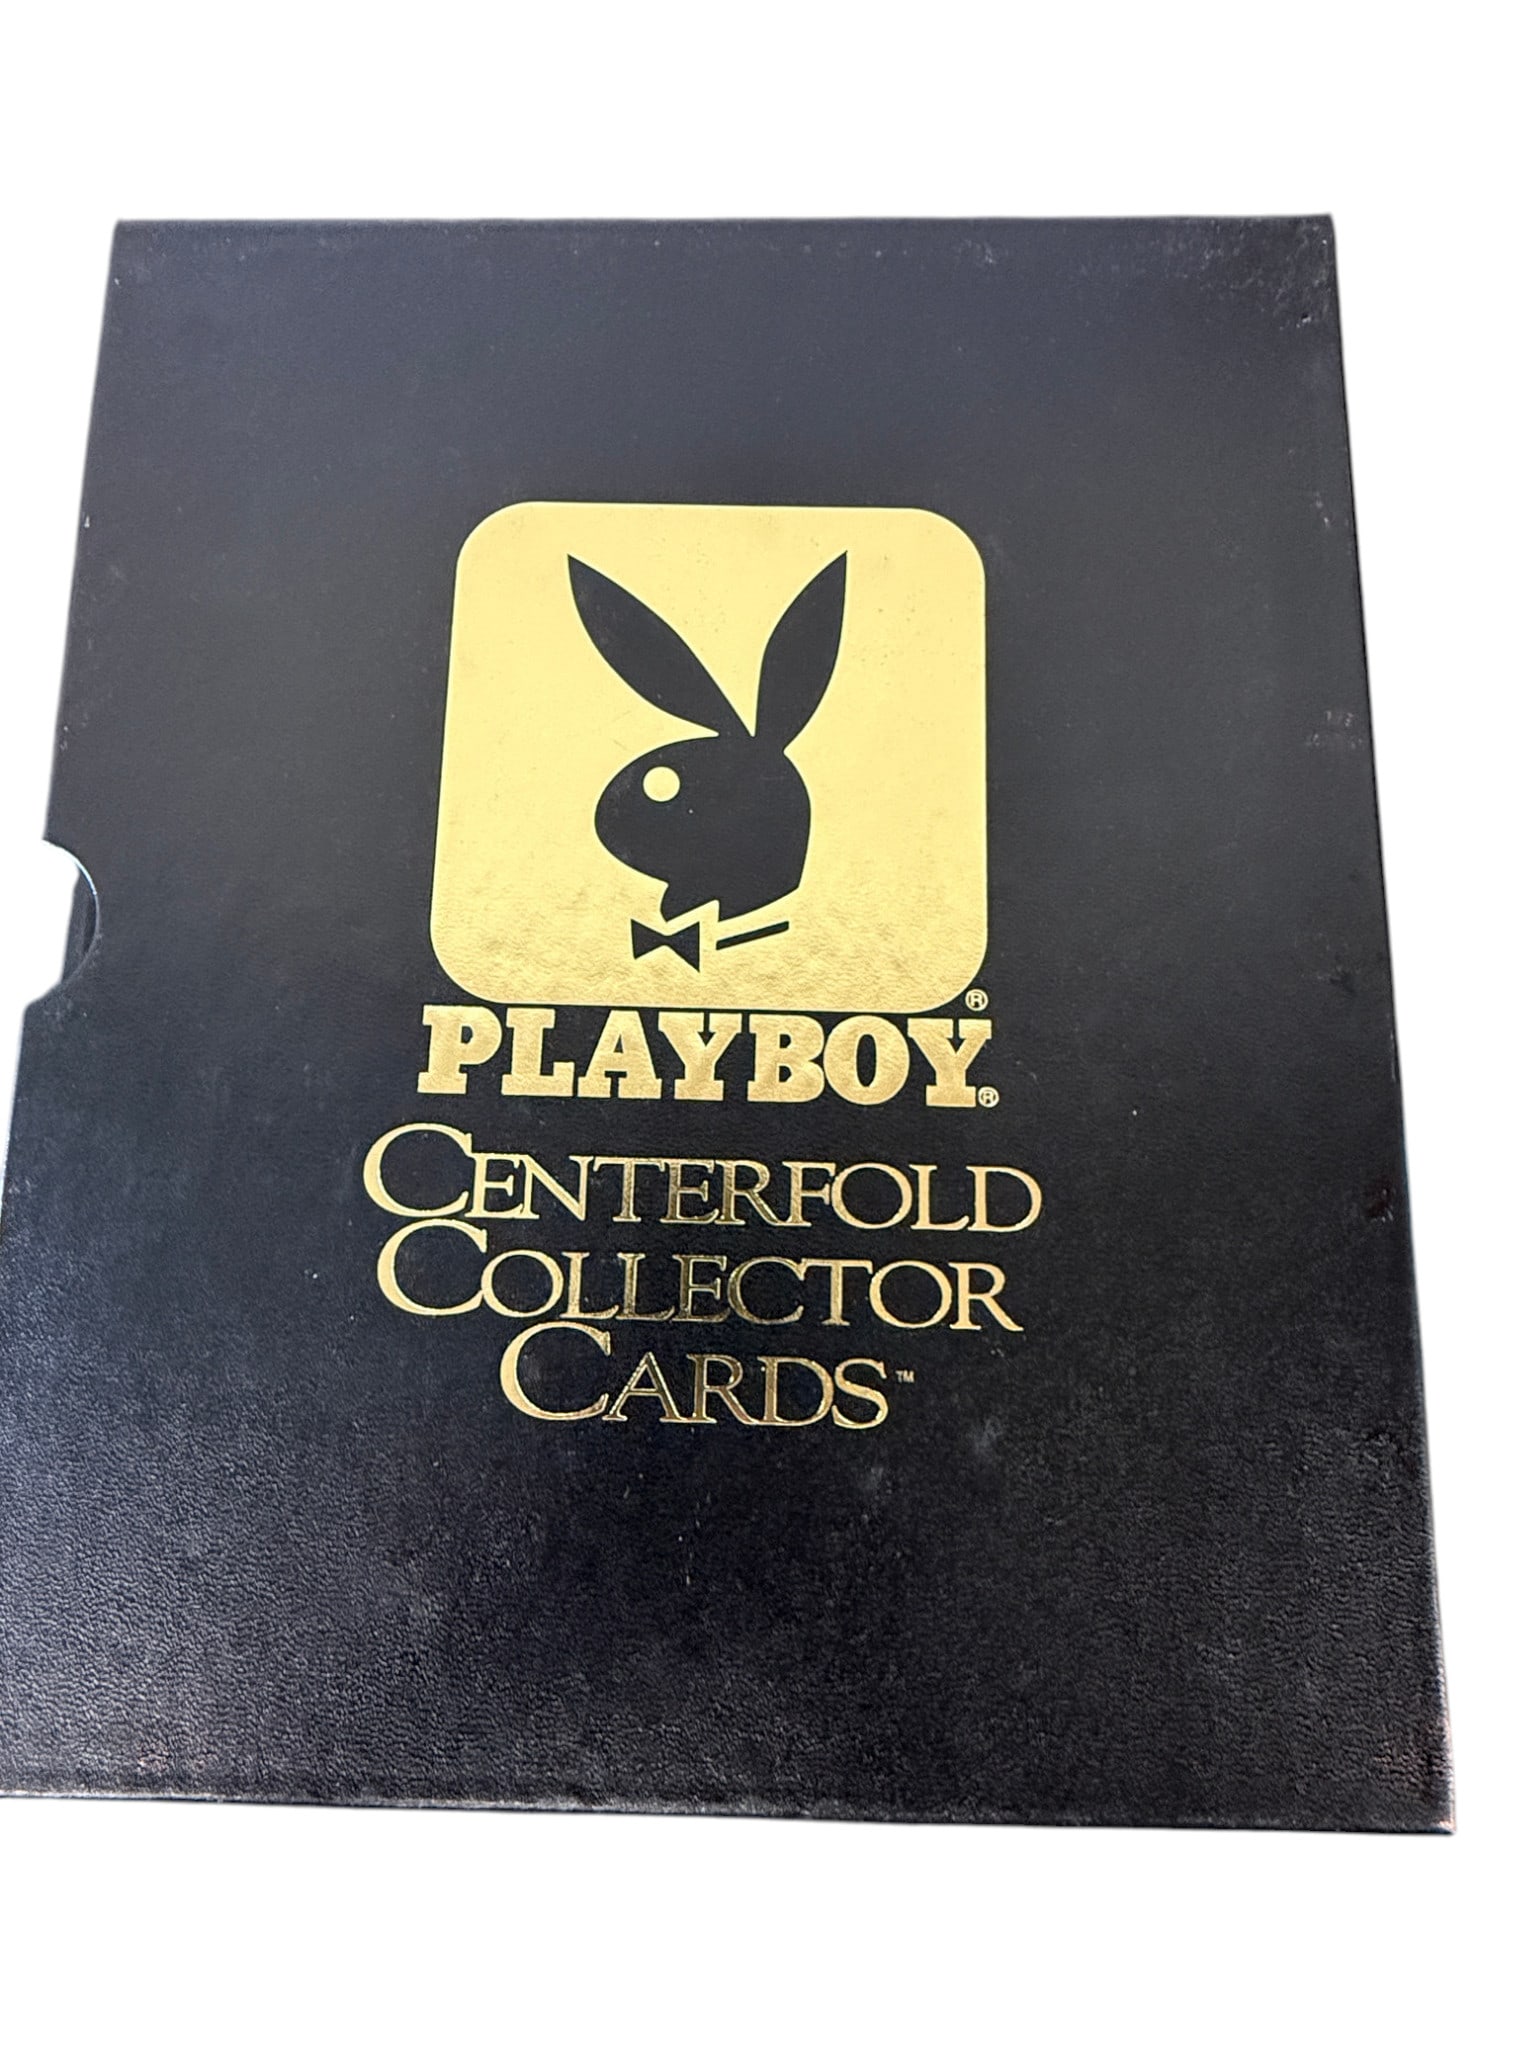 ®
PLAYBOY®
CENTERFOLD
COLLECTOR
CARDS™